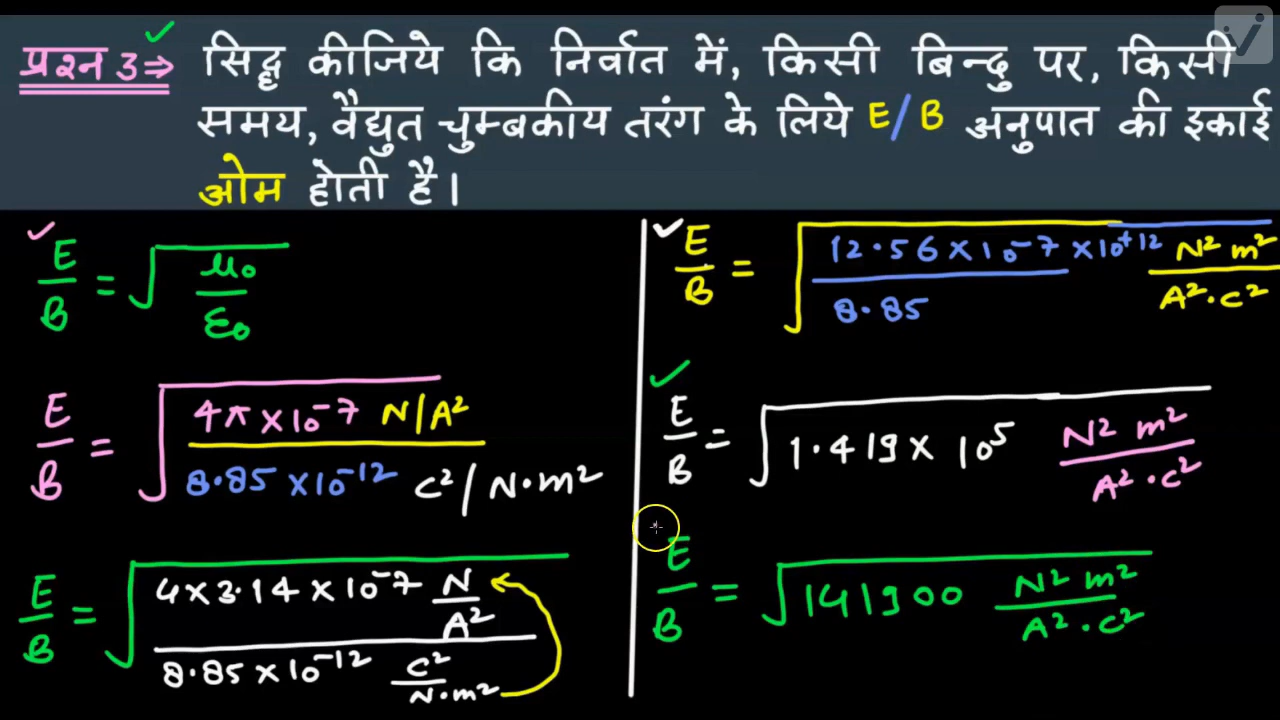 प्रश्न 3⇒ सिद्ध कीजिये कि निर्वात में, किसी बिन्दु पर, किसी
समय, वैद्युत चुम्बकीय तरंग के लिये E/B अनुपात की इकाई
ओम होती है।
E/B = √(μ₀/ε₀)
E/B = √(4π×10⁻⁷ N/A² / 8.85×10⁻¹² C²/N·m²)
E/B = √(4×3.14×10⁻⁷ N/A² / 8.85×10⁻¹² C²/N·m²)
E/B = √(12.56×10⁻⁷×10⁺¹² / 8.85 N²m²/A²·C²)
E/B = √(1.419×10⁵ N²m²/A²·C²)
E/B = √(141900 N²m²/A²·C²)